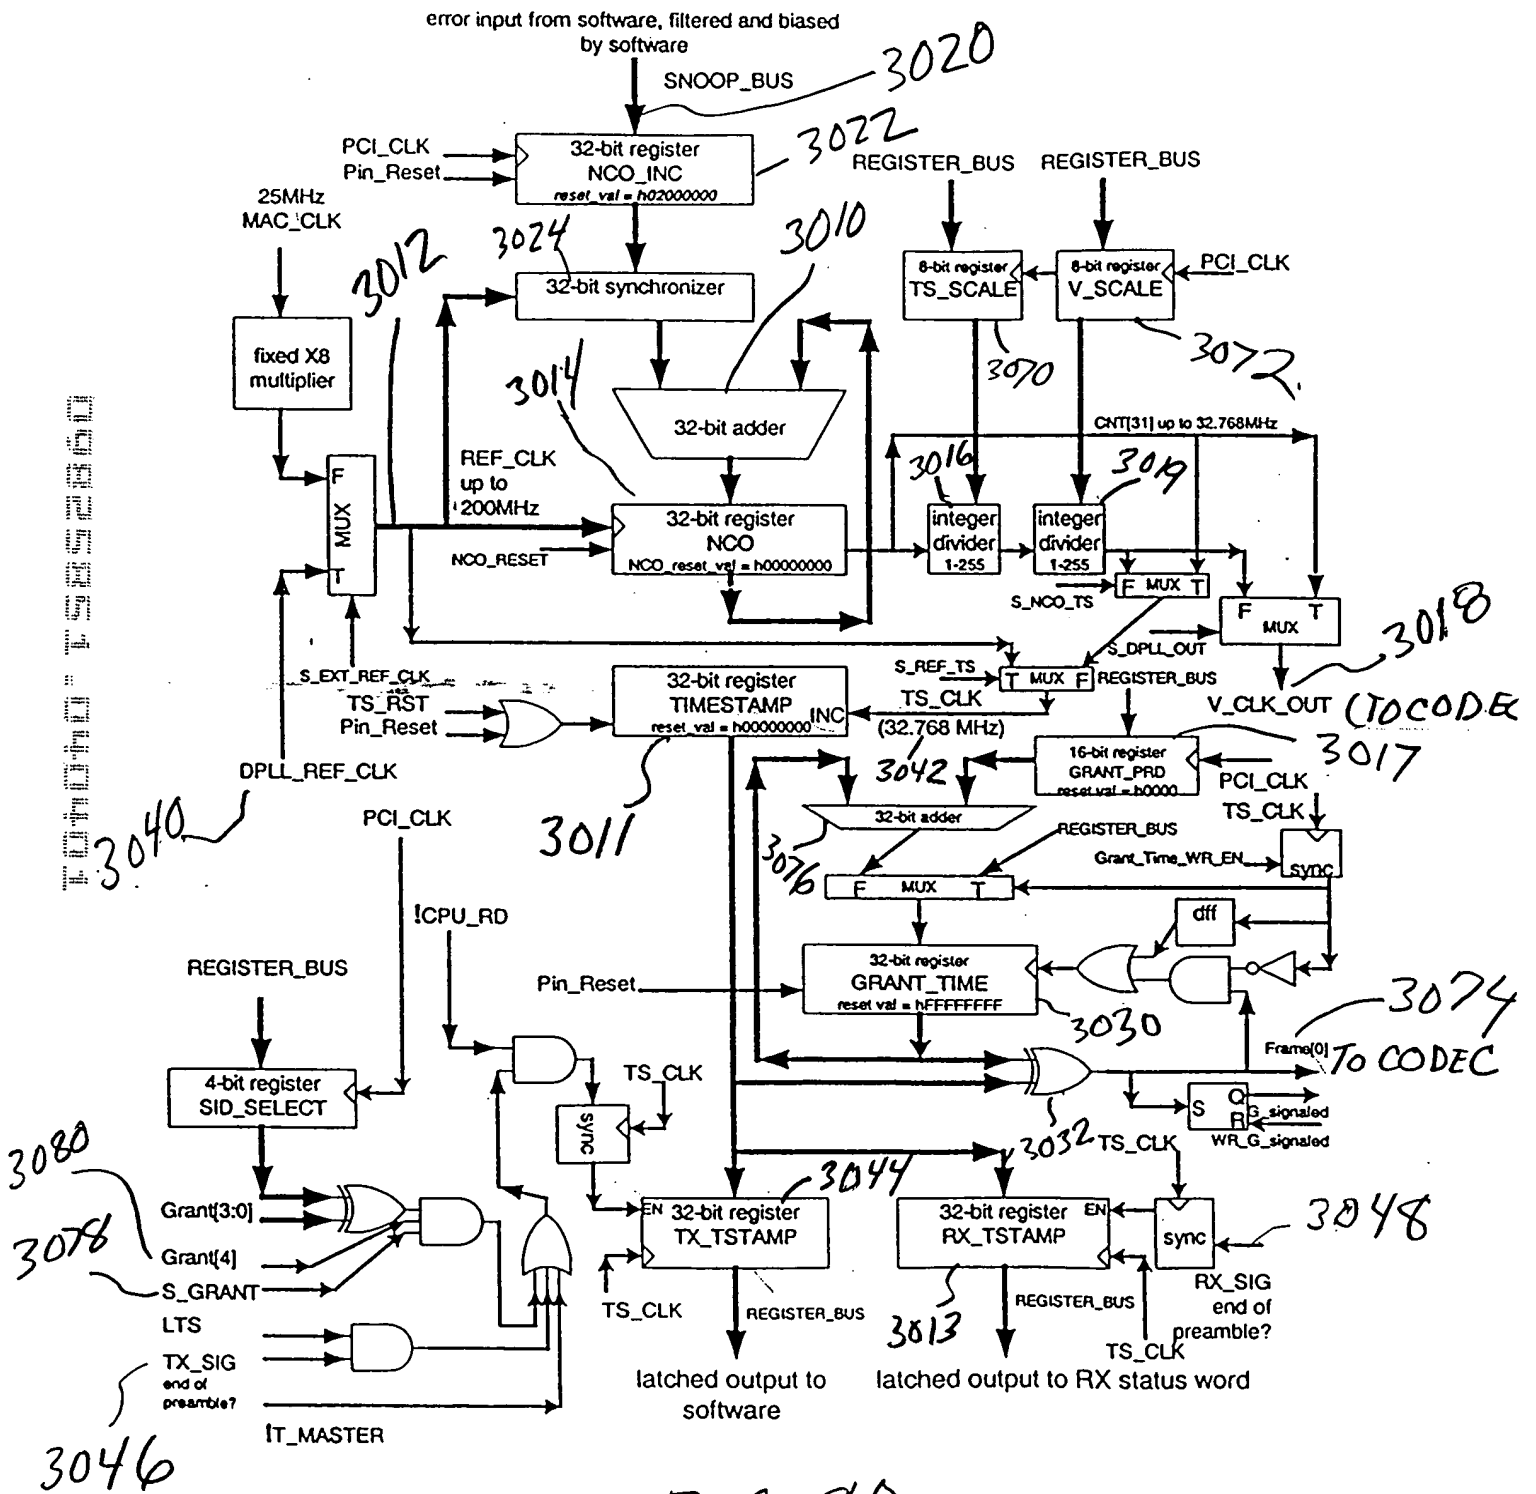 error input from software, filtered and biased
by software
SNOOP_BUS
3020
PCI_CLK
Pin_Reset
32-bit register
NCO_INC
reset_val = h02000000
3022
REGISTER_BUS
REGISTER_BUS
25MHz
MAC_CLK
3012
3024
32-bit synchronizer
3010
8-bit register
TS_SCALE
8-bit register
V_SCALE
PCI_CLK
3070
3072
fixed X8
multiplier
3014
32-bit adder
CNT[31] up to 32.768MHz
F
MUX
T
REF_CLK
up to
200MHz
3016
3019
NCO_RESET
32-bit register
NCO
NCO_reset_val = h00000000
integer
divider
1-255
integer
divider
1-255
F MUX T
S_NCO_TS
F T
MUX
S_DPLL_OUT
3018
S_EXT_REF_CLK
S_REF_TS
T MUX F
REGISTER_BUS
V_CLK_OUT (TO CODEC
TS_RST
Pin_Reset
32-bit register
TIMESTAMP
reset_val = h00000000
INC
TS_CLK
(32.768 MHz)
3042
16-bit register
GRANT_PRD
reset val = h0000
3017
PCI_CLK
DPLL_REF_CLK
3040
3011
PCI_CLK
32-bit adder
3076
REGISTER_BUS
TS_CLK
Grant_Time_WR_EN
sync
F MUX T
dff
!CPU_RD
REGISTER_BUS
Pin_Reset
32-bit register
GRANT_TIME
reset val = hFFFFFFFF
3030
3074
Frame[0]
TO CODEC
4-bit register
SID_SELECT
TS_CLK
sync
3032
S Q
R
G_signaled
WR_G_signaled
TS_CLK
3080
3044
Grant[3:0]
Grant[4]
3078
S_GRANT
EN
32-bit register
TX_TSTAMP
32-bit register
RX_TSTAMP
EN
sync
3048
TS_CLK
REGISTER_BUS
3013
REGISTER_BUS
RX_SIG
end of
preamble?
TS_CLK
LTS
TX_SIG
end of
preamble?
latched output to
software
latched output to RX status word
!T_MASTER
3046